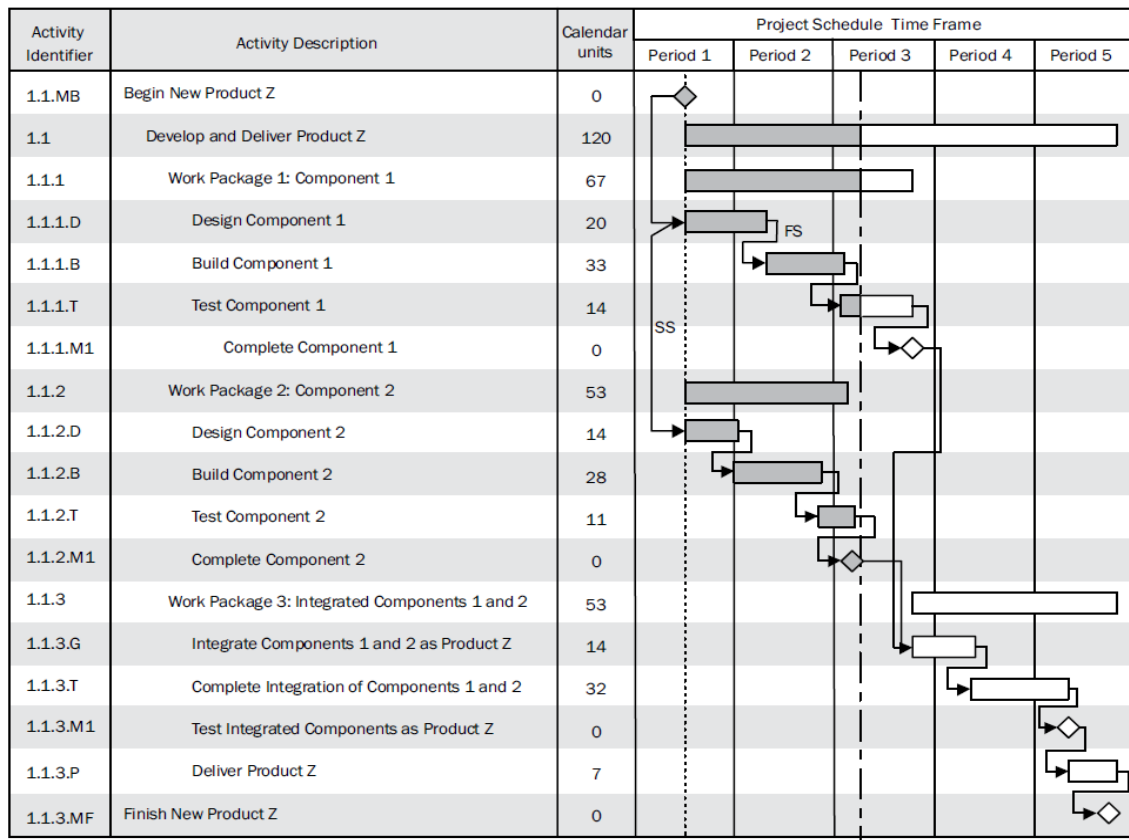 Activity Identifier
Activity Description
Calendar units
Project Schedule Time Frame
Period 1 Period 2 Period 3 Period 4 Period 5
1.1.MB Begin New Product Z 0
1.1 Develop and Deliver Product Z 120
1.1.1 Work Package 1: Component 1 67
1.1.1.D Design Component 1 20
FS
1.1.1.B Build Component 1 33
1.1.1.T Test Component 1 14
SS
1.1.1.M1 Complete Component 1 0
1.1.2 Work Package 2: Component 2 53
1.1.2.D Design Component 2 14
1.1.2.B Build Component 2 28
1.1.2.T Test Component 2 11
1.1.2.M1 Complete Component 2 0
1.1.3 Work Package 3: Integrated Components 1 and 2 53
1.1.3.G Integrate Components 1 and 2 as Product Z 14
1.1.3.T Complete Integration of Components 1 and 2 32
1.1.3.M1 Test Integrated Components as Product Z 0
1.1.3.P Deliver Product Z 7
1.1.3.MF Finish New Product Z 0